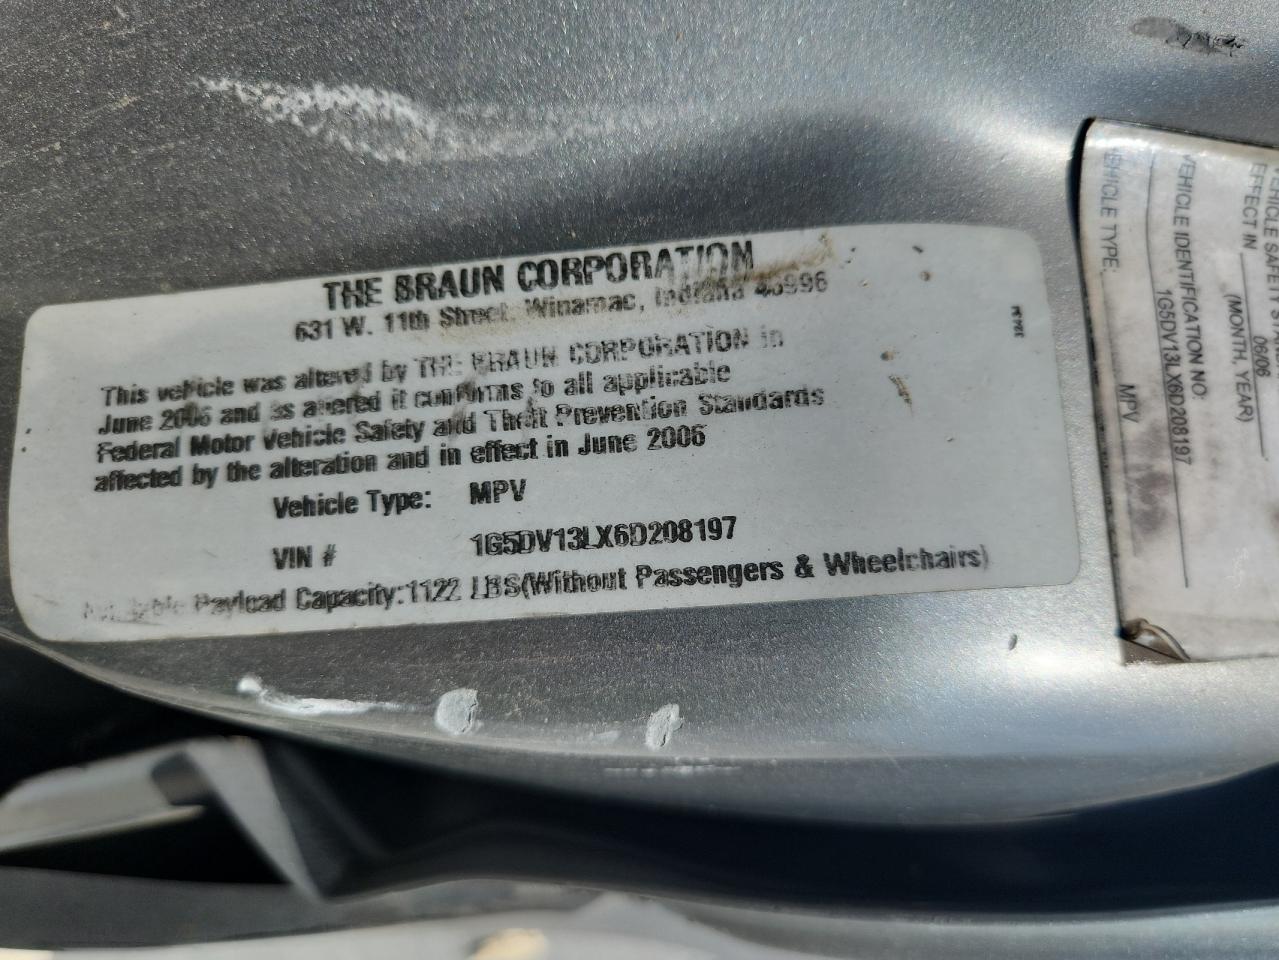 THE BRAUN CORPORATION
631 W. 11th Street, Winamac, Indiana 46996
This vehicle was altered by THE BRAUN CORPORATION in
June 2006 and as altered it conforms to all applicable
Federal Motor Vehicle Safety and Theft Prevention Standards
affected by the alteration and in effect in June 2006
Vehicle Type: MPV
VIN # 1G5DV13LX6D208197
Payload Capacity:1122 LBS(Without Passengers & Wheelchairs)
EFFECT IN 06/06
(MONTH, YEAR)
VEHICLE IDENTIFICATION NO:
1G5DV13LX6D208197
VEHICLE TYPE: MPV